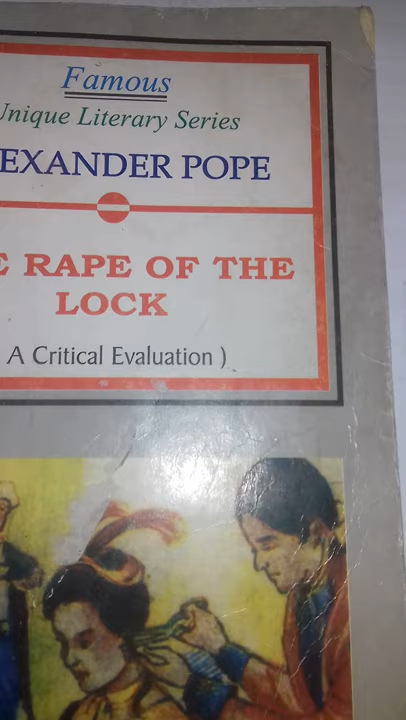 Famous
Unique Literary Series
EXANDER POPE
E RAPE OF THE
LOCK
A Critical Evaluation )